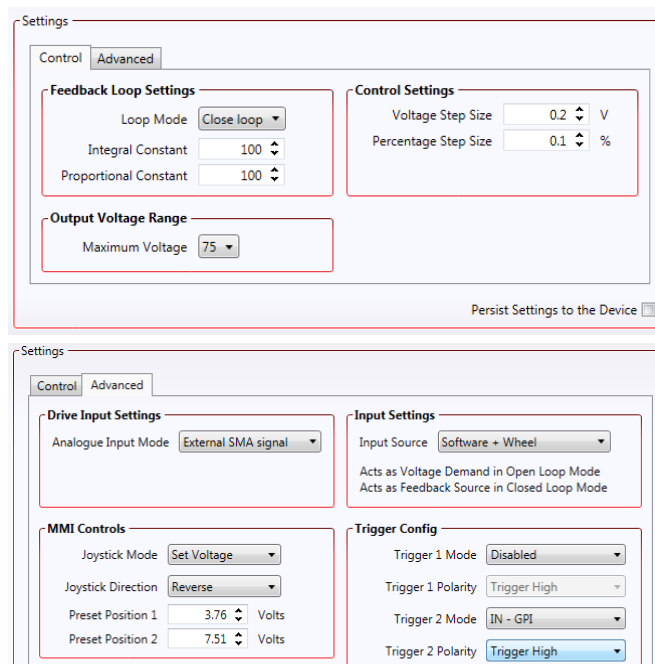 Settings
Control Advanced
Feedback Loop Settings
Loop Mode Close loop
Integral Constant 100
Proportional Constant 100
Control Settings
Voltage Step Size 0.2 V
Percentage Step Size 0.1 %
Output Voltage Range
Maximum Voltage 75
Persist Settings to the Device
Settings
Control Advanced
Drive Input Settings
Analogue Input Mode External SMA signal
Input Settings
Input Source Software + Wheel
Acts as Voltage Demand in Open Loop Mode
Acts as Feedback Source in Closed Loop Mode
MMI Controls
Joystick Mode Set Voltage
Joystick Direction Reverse
Preset Position 1 3.76 Volts
Preset Position 2 7.51 Volts
Trigger Config
Trigger 1 Mode Disabled
Trigger 1 Polarity Trigger High
Trigger 2 Mode IN - GPI
Trigger 2 Polarity Trigger High